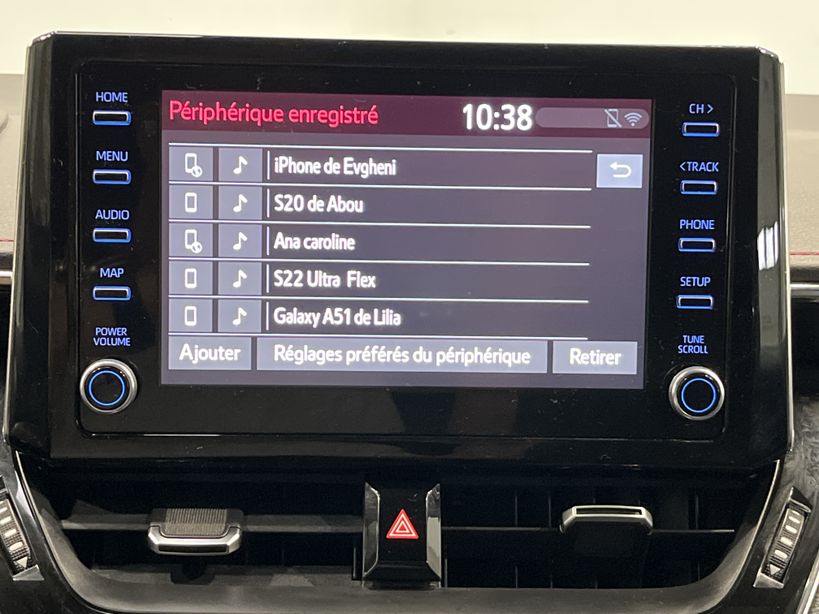 HOME
MENU
AUDIO
MAP
POWER
VOLUME
Périphérique enregistré
10:38
iPhone de Evgheni
S20 de Abou
Ana caroline
S22 Ultra Flex
Galaxy A51 de Lilia
Ajouter
Réglages préférés du périphérique
Retirer
CH >
<TRACK
PHONE
SETUP
TUNE
SCROLL